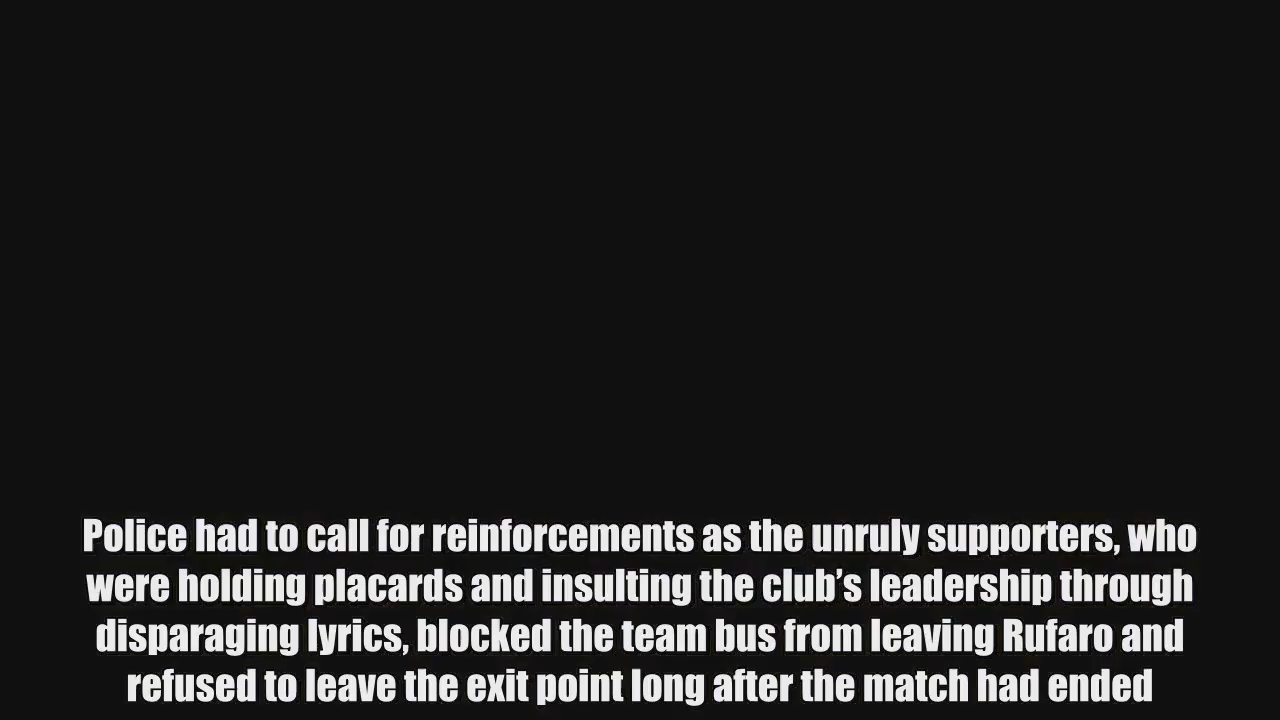 Police had to call for reinforcements as the unruly supporters, who
were holding placards and insulting the club’s leadership through
disparaging lyrics, blocked the team bus from leaving Rufaro and
refused to leave the exit point long after the match had ended